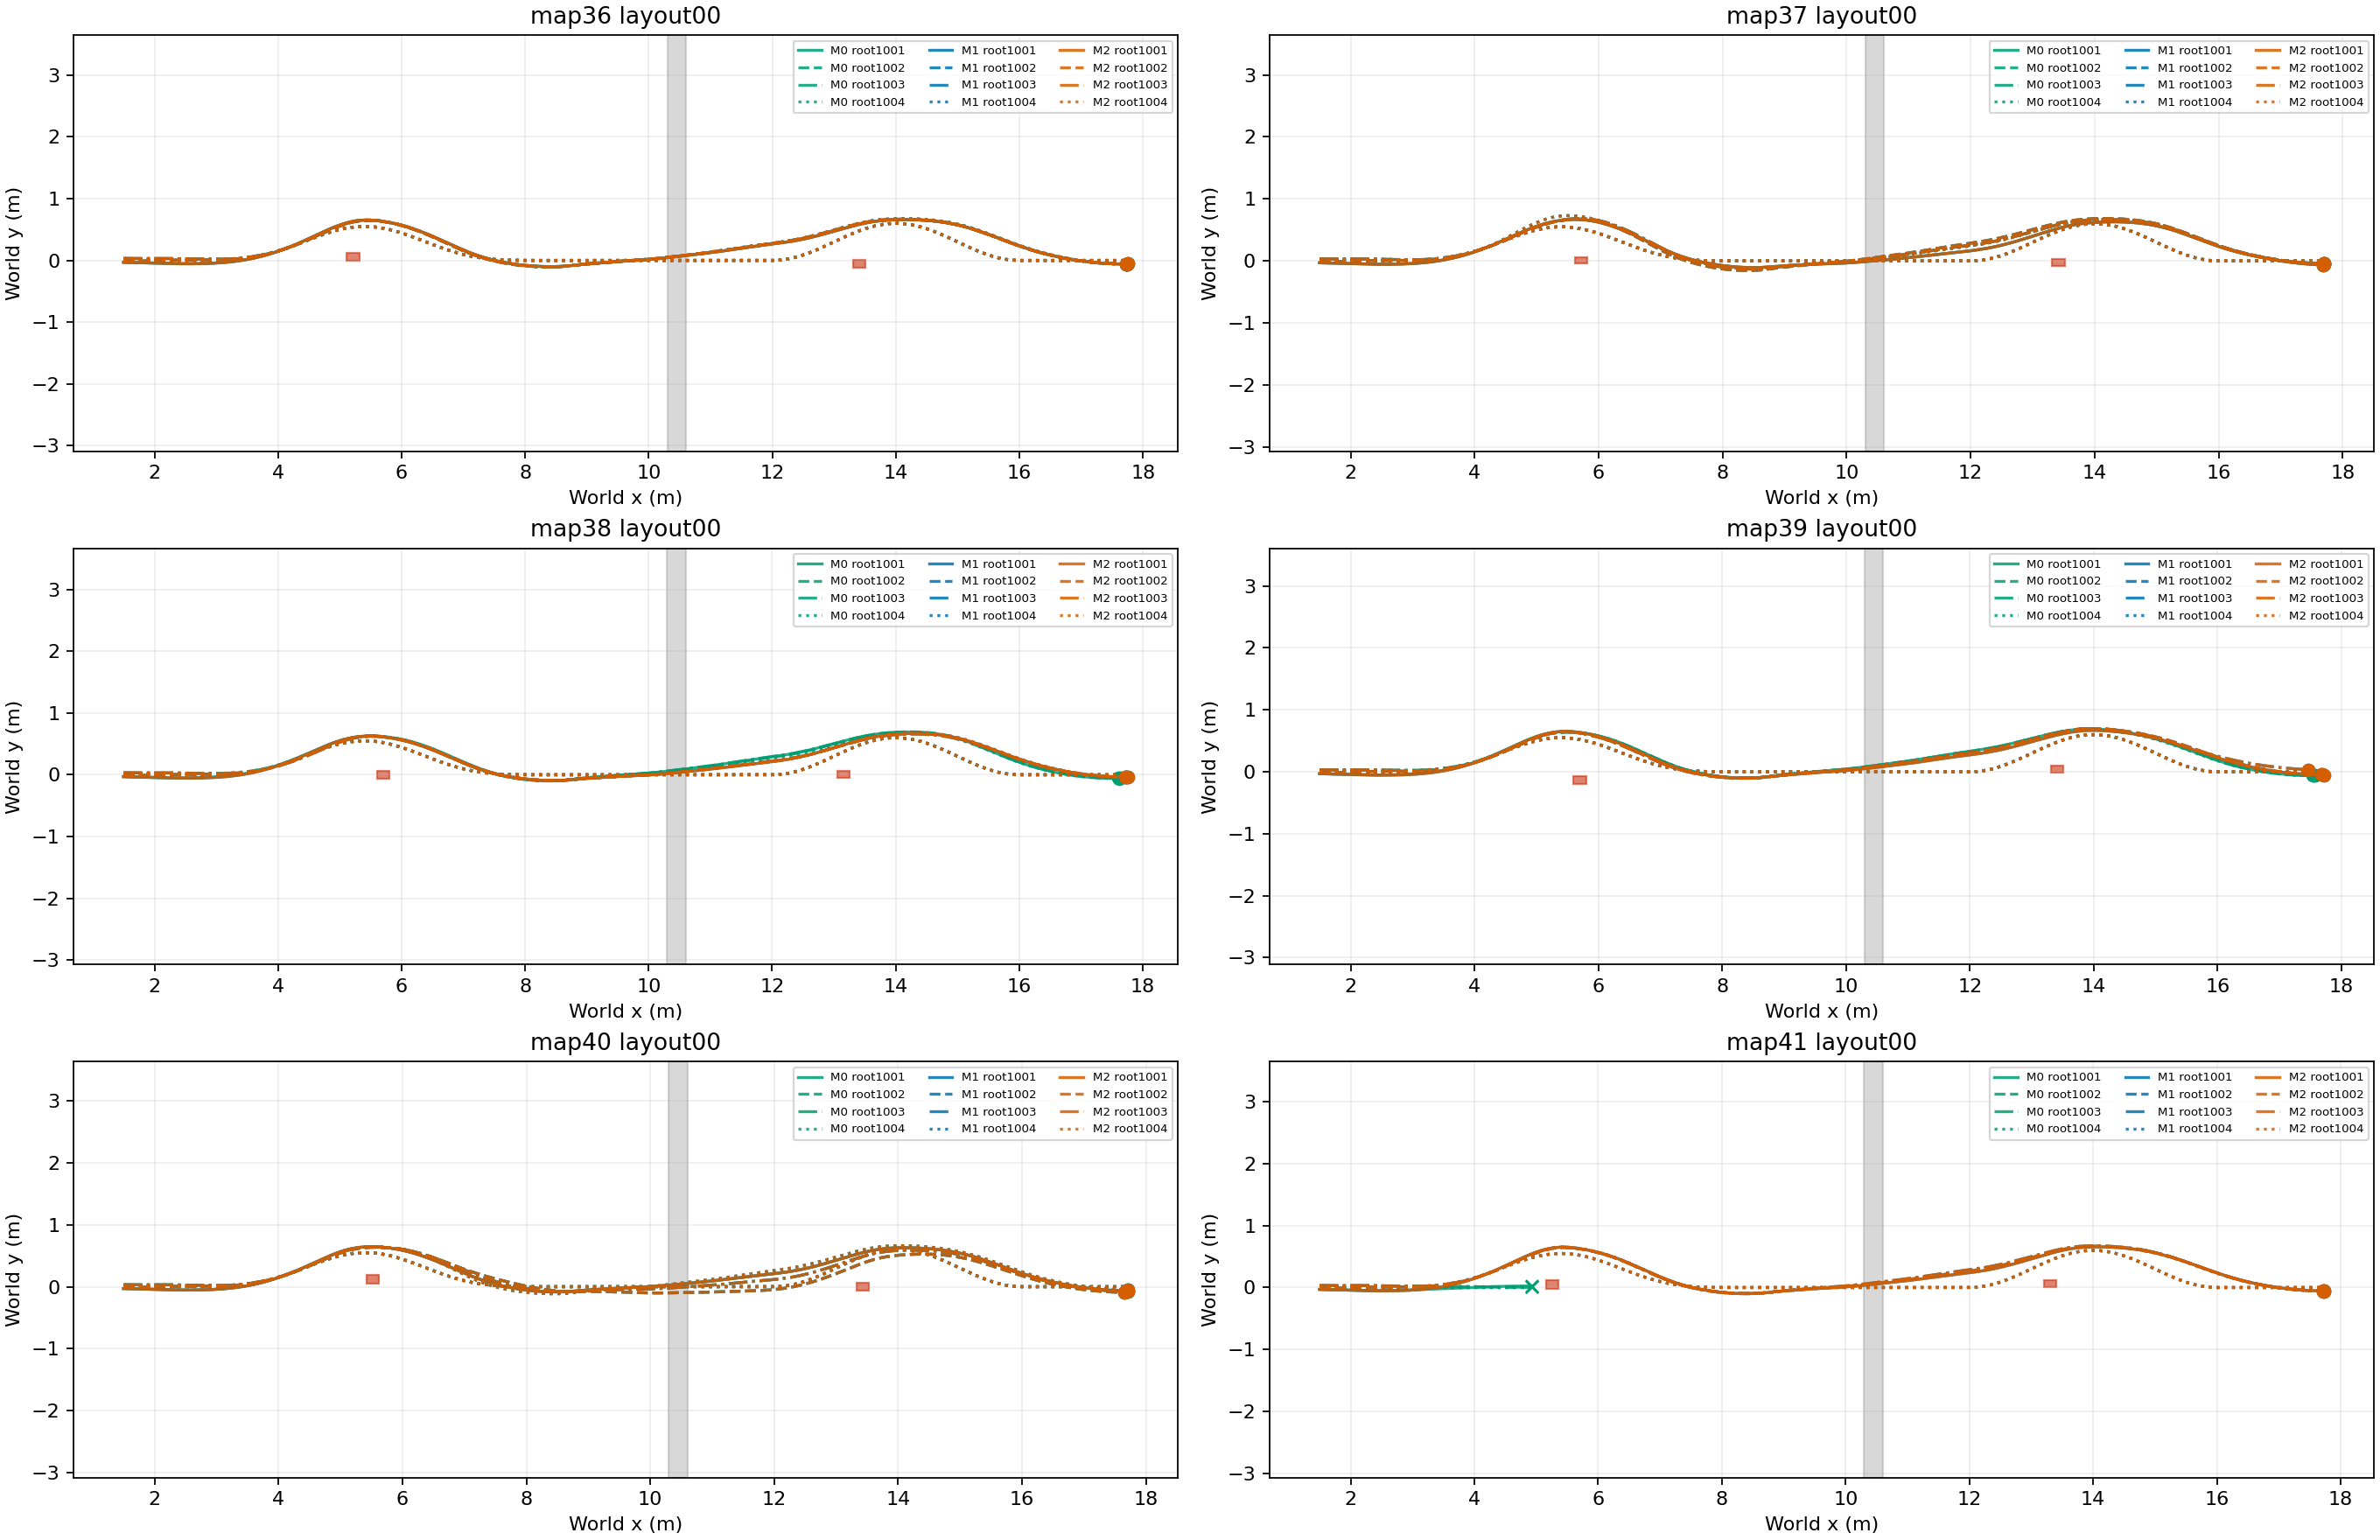 map36 layout00
M0 root1001 M1 root1001 M2 root1001
M0 root1002 M1 root1002 M2 root1002
M0 root1003 M1 root1003 M2 root1003
M0 root1004 M1 root1004 M2 root1004
World y (m)
3
2
1
0
−1
−2
−3
2 4 6 8 10 12 14 16 18
World x (m)
map37 layout00
M0 root1001 M1 root1001 M2 root1001
M0 root1002 M1 root1002 M2 root1002
M0 root1003 M1 root1003 M2 root1003
M0 root1004 M1 root1004 M2 root1004
World y (m)
3
2
1
0
−1
−2
−3
2 4 6 8 10 12 14 16 18
World x (m)
map38 layout00
M0 root1001 M1 root1001 M2 root1001
M0 root1002 M1 root1002 M2 root1002
M0 root1003 M1 root1003 M2 root1003
M0 root1004 M1 root1004 M2 root1004
World y (m)
3
2
1
0
−1
−2
−3
2 4 6 8 10 12 14 16 18
World x (m)
map39 layout00
M0 root1001 M1 root1001 M2 root1001
M0 root1002 M1 root1002 M2 root1002
M0 root1003 M1 root1003 M2 root1003
M0 root1004 M1 root1004 M2 root1004
World y (m)
3
2
1
0
−1
−2
−3
2 4 6 8 10 12 14 16 18
World x (m)
map40 layout00
M0 root1001 M1 root1001 M2 root1001
M0 root1002 M1 root1002 M2 root1002
M0 root1003 M1 root1003 M2 root1003
M0 root1004 M1 root1004 M2 root1004
World y (m)
3
2
1
0
−1
−2
−3
2 4 6 8 10 12 14 16 18
World x (m)
map41 layout00
M0 root1001 M1 root1001 M2 root1001
M0 root1002 M1 root1002 M2 root1002
M0 root1003 M1 root1003 M2 root1003
M0 root1004 M1 root1004 M2 root1004
World y (m)
3
2
1
0
−1
−2
−3
2 4 6 8 10 12 14 16 18
World x (m)